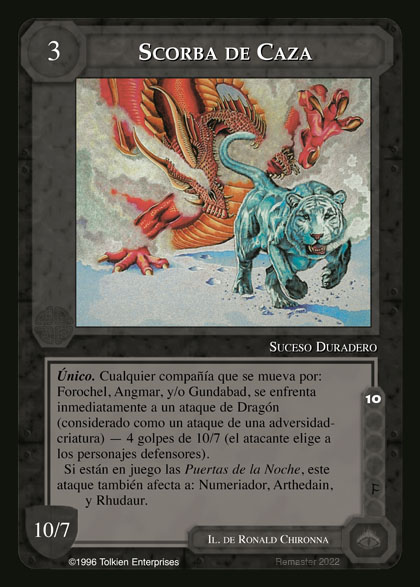 3
SCORBA DE CAZA
SUCESO DURADERO
Único. Cualquier compañía que se mueva por:
Forochel, Angmar, y/o Gundabad, se enfrenta
inmediatamente a un ataque de Dragón
(considerado como un ataque de una adversidad-
criatura) — 4 golpes de 10/7 (el atacante elige a
los personajes defensores).
Si están en juego las Puertas de la Noche, este
ataque también afecta a: Numeriador, Arthedain,
y Rhudaur.
10
F
10/7
IL. DE RONALD CHIRONNA
©1996 Tolkien Enterprises
Remaster 2022